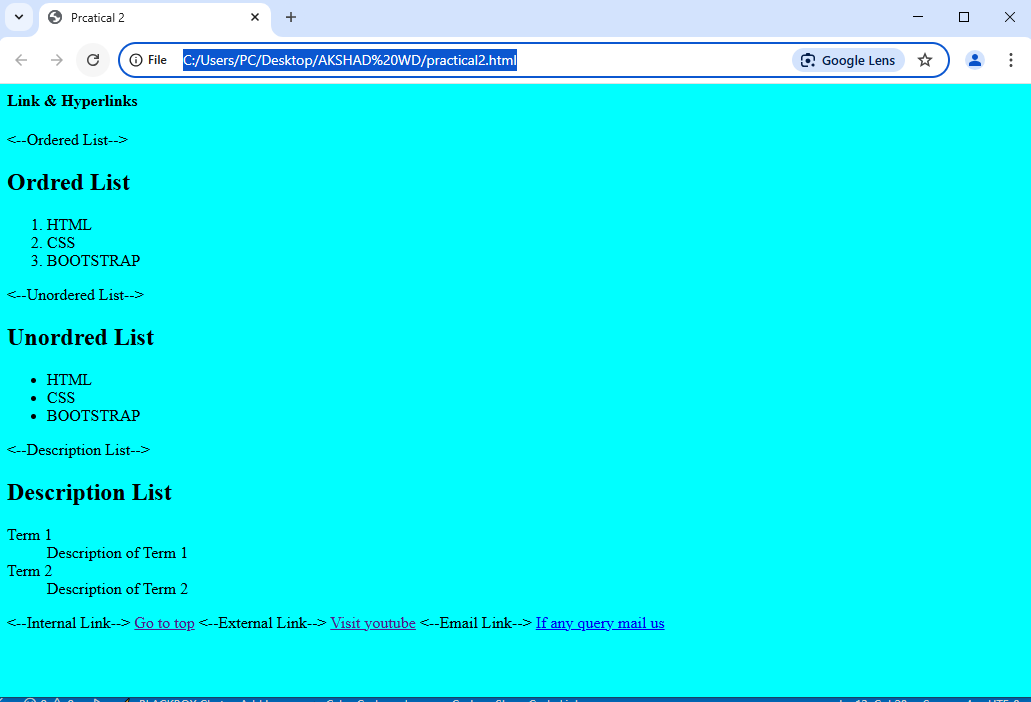 Prcatical 2
File
C:/Users/PC/Desktop/AKSHAD%20WD/practical2.html
Google Lens
Link & Hyperlinks
<--Ordered List-->
Ordred List
1. HTML
2. CSS
3. BOOTSTRAP
<--Unordered List-->
Unordred List
• HTML
• CSS
• BOOTSTRAP
<--Description List-->
Description List
Term 1
Description of Term 1
Term 2
Description of Term 2
<--Internal Link--> Go to top <--External Link--> Visit youtube <--Email Link--> If any query mail us